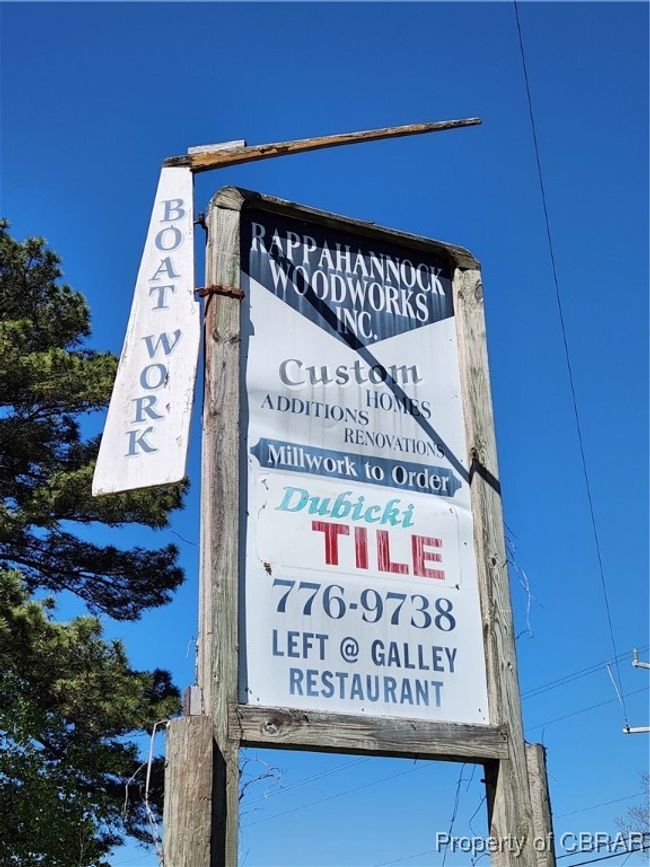 BOAT WORK
RAPPAHANNOCK
WOODWORKS
INC.
Custom
HOMES
ADDITIONS
RENOVATIONS
Millwork to Order
Dubicki
TILE
776-9738
LEFT @ GALLEY
RESTAURANT
Property of CBRAR